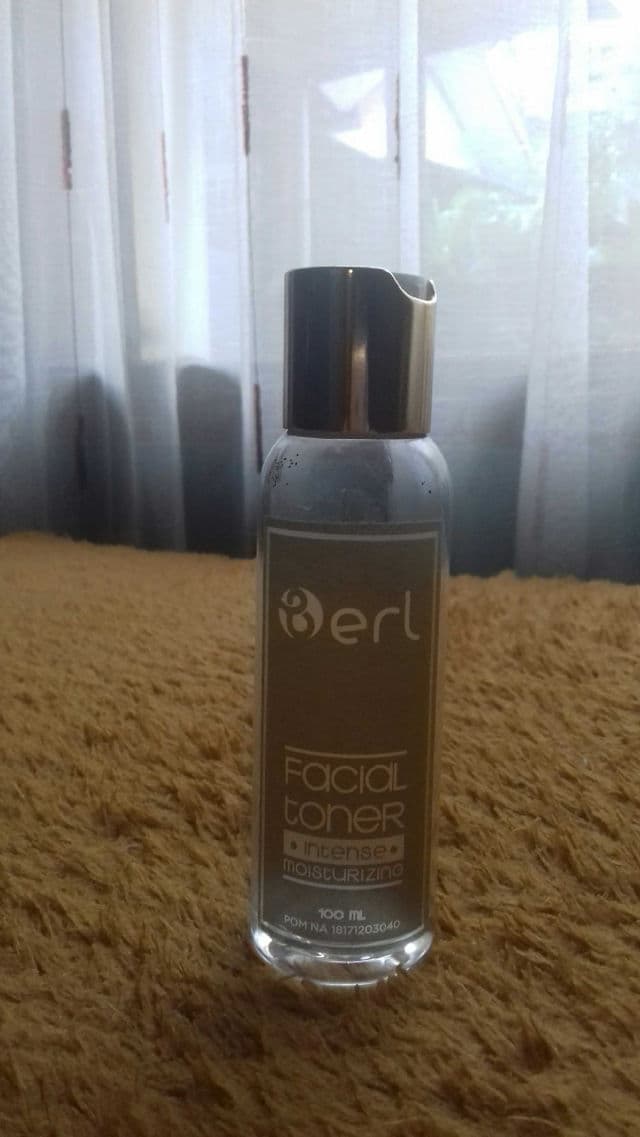 Berl
Facial
toner
• intense •
moisturizing
100 ML
POM NA 18171203040